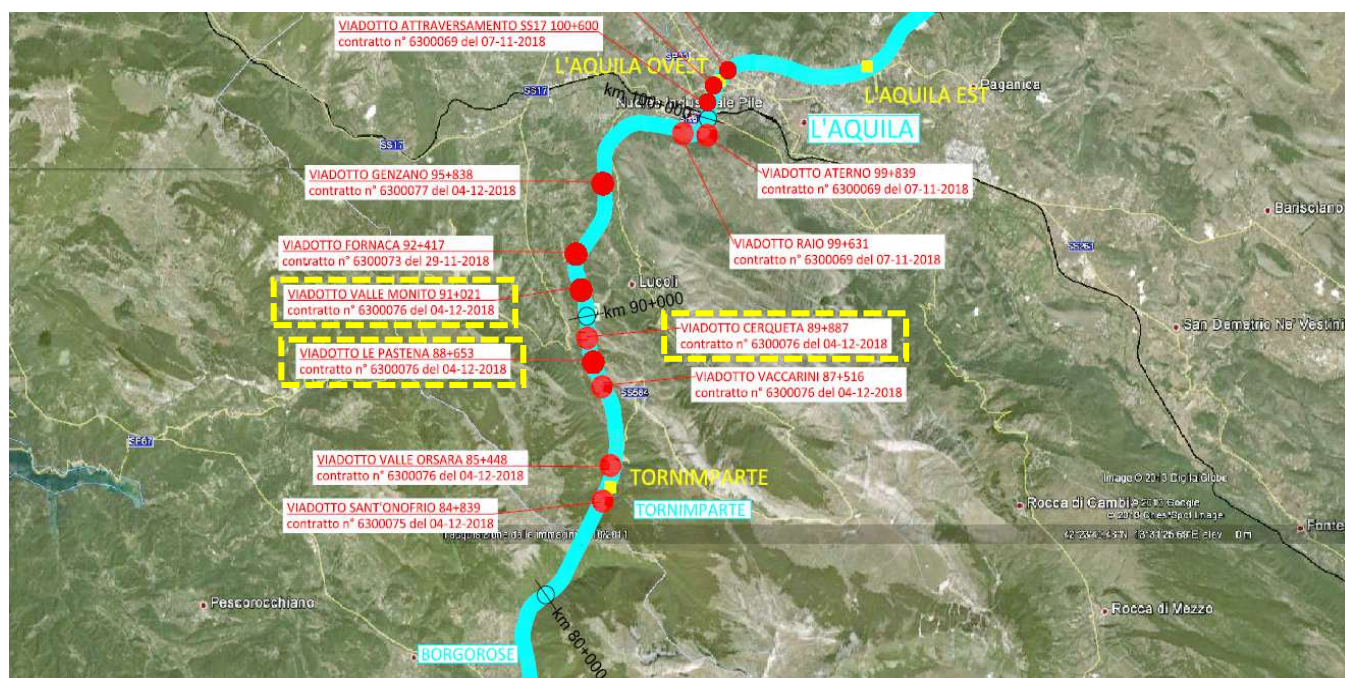 VIADOTTO ATTRAVERSAMENTO SS17 100+600
contratto n° 6300069 del 07-11-2018
L'AQUILA OVEST
L'AQUILA EST
Paganica
SS17
km 100+000
L'AQUILA
VIADOTTO GENZANO 95+838
contratto n° 6300077 del 04-12-2018
VIADOTTO ATERNO 99+839
contratto n° 6300069 del 07-11-2018
Barisciano
VIADOTTO FORNACA 92+417
contratto n° 6300073 del 29-11-2018
VIADOTTO RAIO 99+631
contratto n° 6300069 del 07-11-2018
Lucoli
VIADOTTO VALLE MONITO 91+021
contratto n° 6300076 del 04-12-2018
km 90+000
VIADOTTO CERQUETA 89+887
contratto n° 6300076 del 04-12-2018
San Demetrio Ne' Vestini
VIADOTTO LE PASTENA 88+653
contratto n° 6300076 del 04-12-2018
VIADOTTO VACCARINI 87+516
contratto n° 6300076 del 04-12-2018
VIADOTTO VALLE ORSARA 85+448
contratto n° 6300076 del 04-12-2018
TORNIMPARTE
VIADOTTO SANT'ONOFRIO 84+839
contratto n° 6300075 del 04-12-2018
TORNIMPARTE
Rocca di Cambio
Fonte
Pescorocchiano
Rocca di Mezzo
km 80+000
BORGOROSE